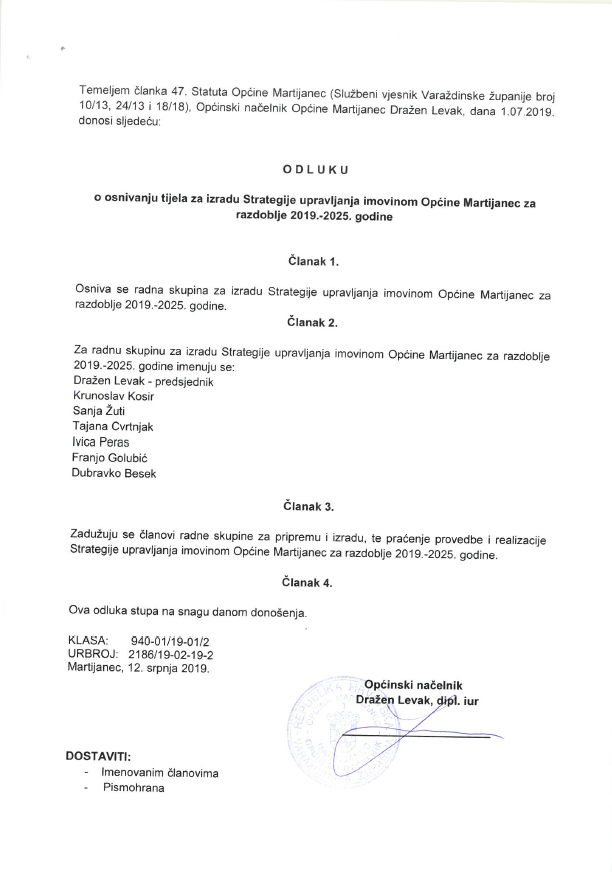 Temeljem članka 47. Statuta Općine Martijanec (Službeni vjesnik Varaždinske županije broj
10/13, 24/13 i 18/18), Općinski načelnik Općine Martijanec Dražen Levak, dana 1.07.2019.
donosi sljedeću:
O D L U K U
o osnivanju tijela za izradu Strategije upravljanja imovinom Općine Martijanec za
razdoblje 2019.-2025. godine
Članak 1.
Osniva se radna skupina za izradu Strategije upravljanja imovinom Općine Martijanec za
razdoblje 2019.-2025. godine.
Članak 2.
Za radnu skupinu za izradu Strategije upravljanja imovinom Općine Martijanec za razdoblje
2019.-2025. godine imenuju se:
Dražen Levak - predsjednik
Krunoslav Kosir
Sanja Žuti
Tajana Cvrtnjak
Ivica Peras
Franjo Golubić
Dubravko Besek
Članak 3.
Zadužuju se članovi radne skupine za pripremu i izradu, te praćenje provedbe i realizacije
Strategije upravljanja imovinom Općine Martijanec za razdoblje 2019.-2025. godine.
Članak 4.
Ova odluka stupa na snagu danom donošenja.
KLASA: 940-01/19-01/2
URBROJ: 2186/19-02-19-2
Martijanec, 12. srpnja 2019.
Općinski načelnik
Dražen Levak, dipl. iur
REPUBLIKA
DOSTAVITI:
- Imenovanim članovima
- Pismohrana